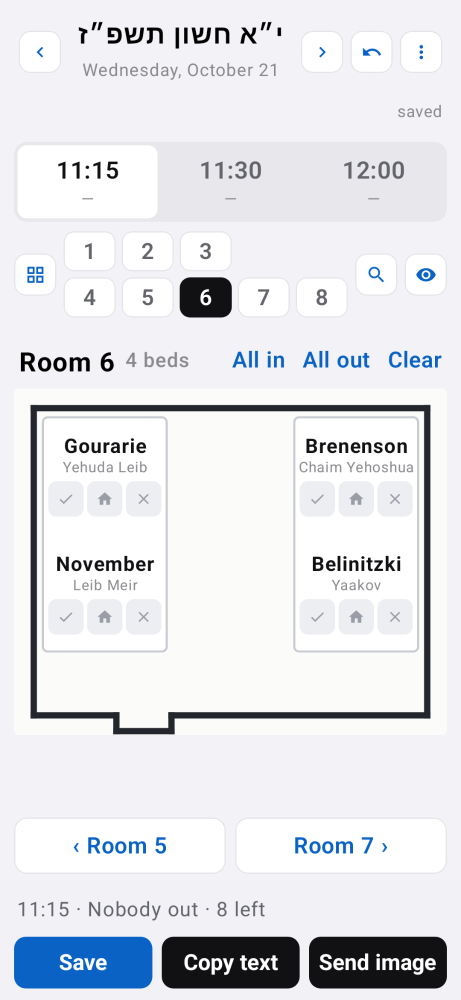 י״א חשון תשפ״ז
Wednesday, October 21
saved
11:15 11:30 12:00
– – –
1 2 3
4 5 6 7 8
Room 6 4 beds All in All out Clear
Gourarie Brenenson
Yehuda Leib Chaim Yehoshua
November Belinitzki
Leib Meir Yaakov
‹ Room 5 Room 7 ›
11:15 · Nobody out · 8 left
Save Copy text Send image